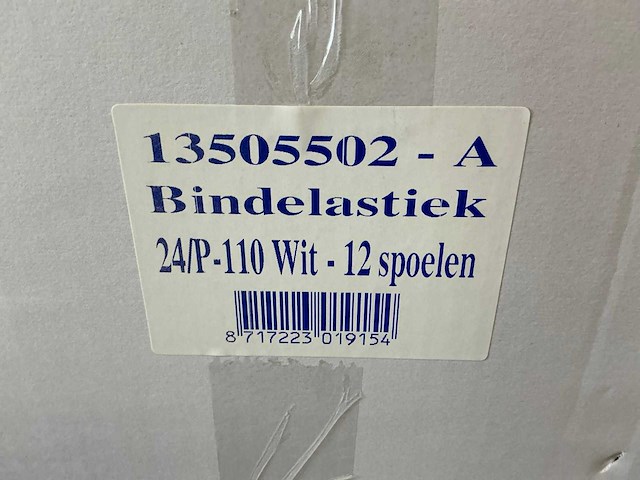 13505502 - A
Bindelastiek
24/P-110 Wit - 12 spoelen
8 717223 019154